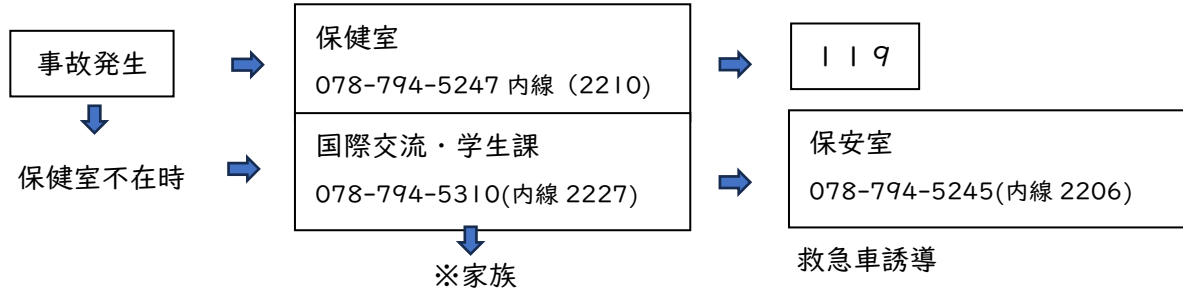 事故発生
保健室
078-794-5247 内線（2210)
119
保健室不在時
国際交流・学生課
078-794-5310(内線 2227)
※家族
保安室
078-794-5245(内線 2206)
救急車誘導